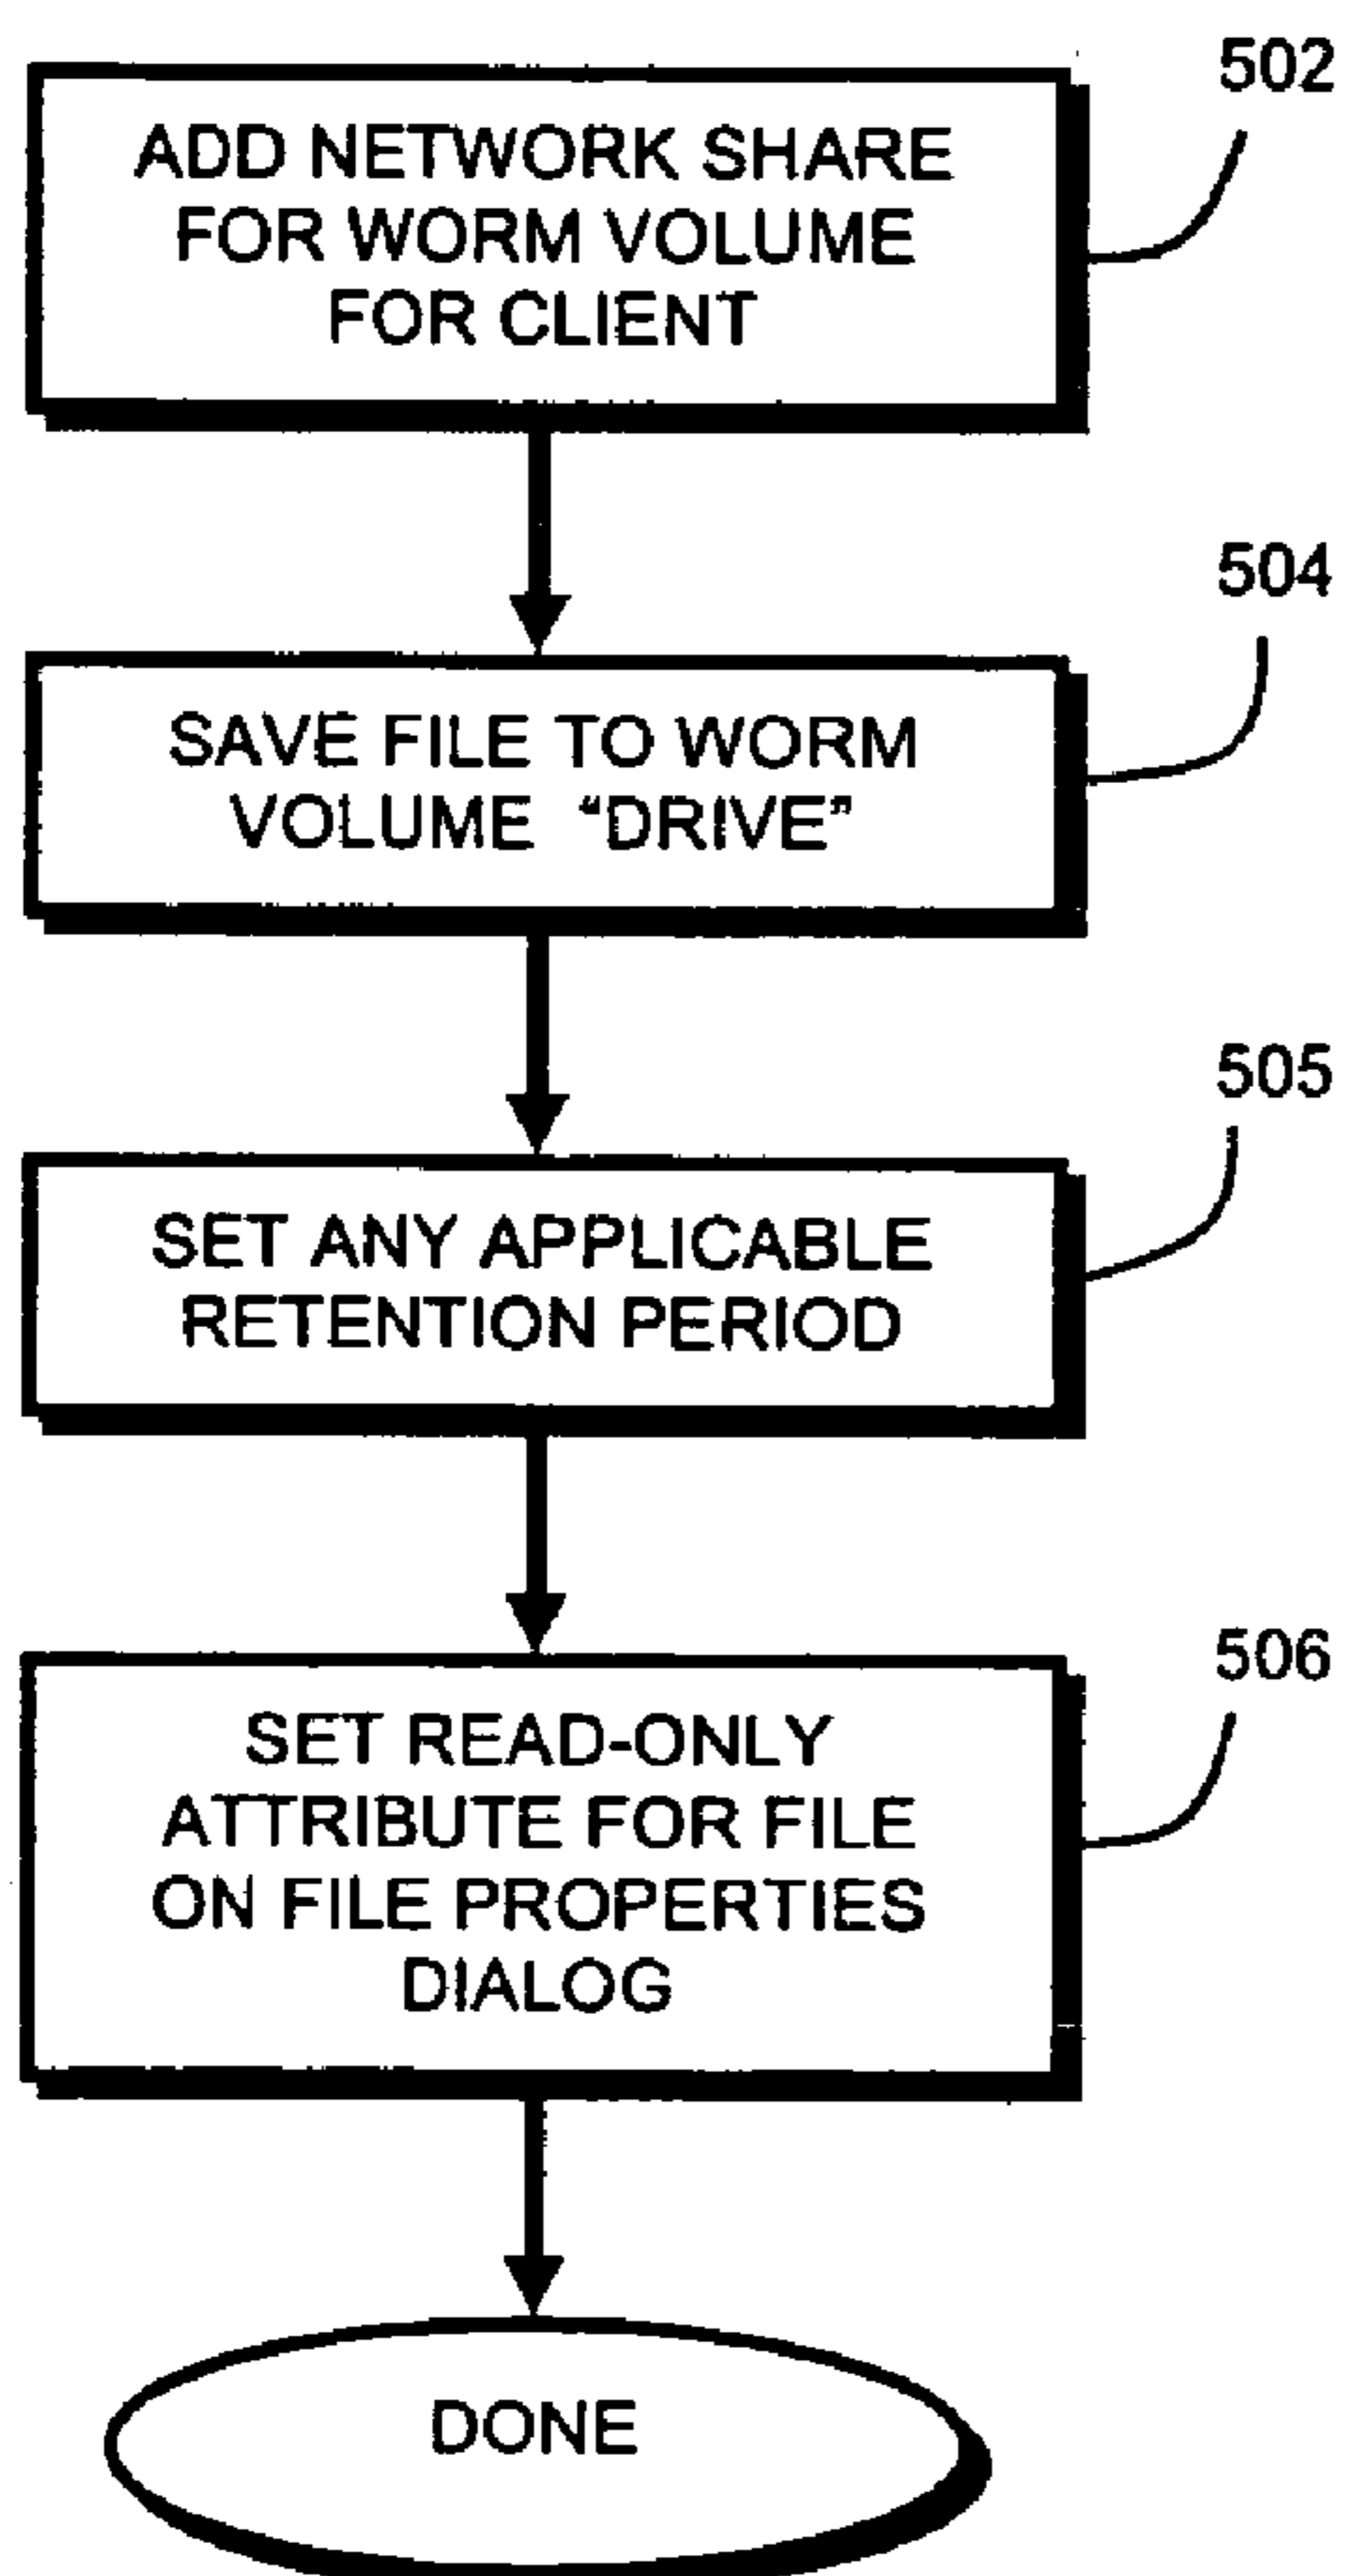 502
ADD NETWORK SHARE
FOR WORM VOLUME
FOR CLIENT
504
SAVE FILE TO WORM
VOLUME “DRIVE”
505
SET ANY APPLICABLE
RETENTION PERIOD
506
SET READ-ONLY
ATTRIBUTE FOR FILE
ON FILE PROPERTIES
DIALOG
DONE